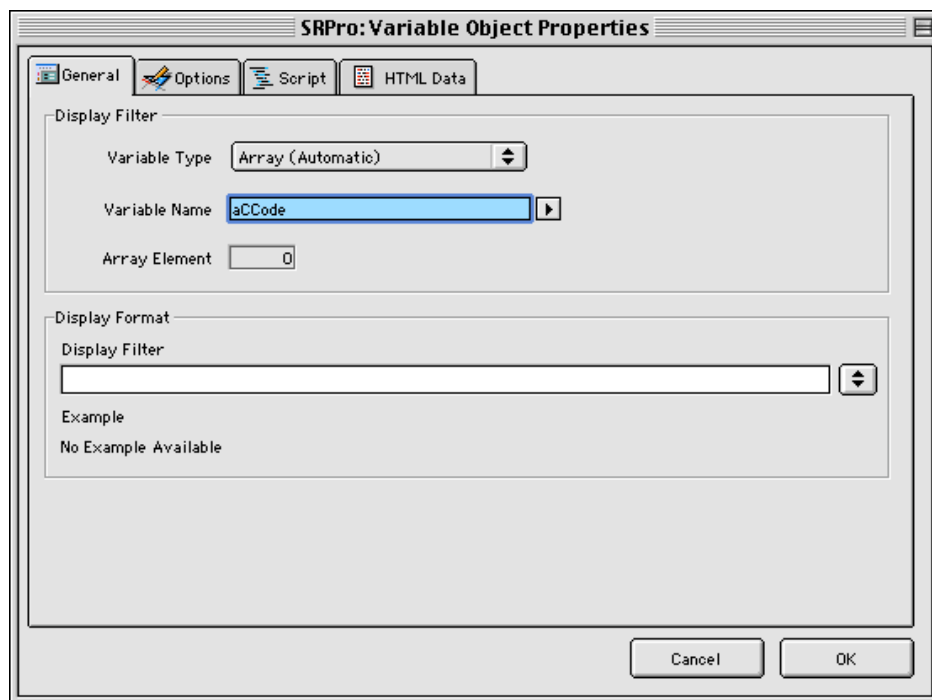 SRPro: Variable Object Properties
General Options Script HTML Data
Display Filter
Variable Type Array (Automatic)
Variable Name aCCode
Array Element 0
Display Format
Display Filter
Example
No Example Available
Cancel OK